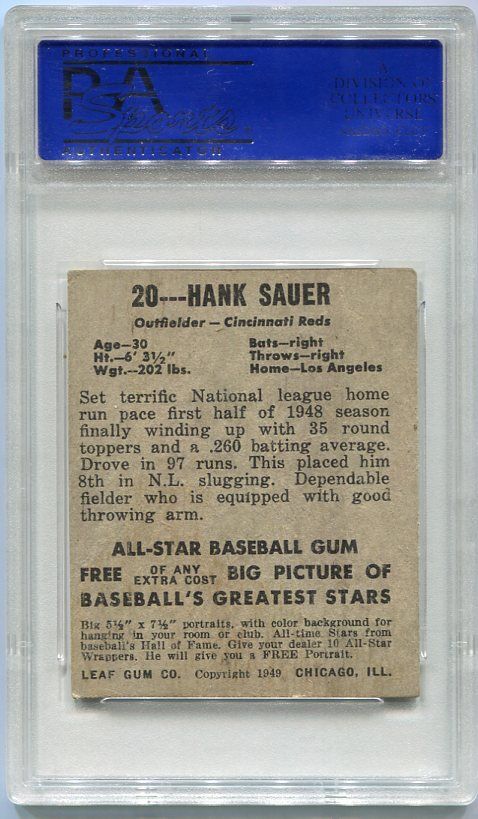 PROFESSIONAL
PSA
Sports
AUTHENTICATOR
A
DIVISION OF
COLLECTORS
UNIVERSE
20---HANK SAUER
Outfielder – Cincinnati Reds
Age—30 Bats—right
Ht.—6' 3½" Throws—right
Wgt.—202 lbs. Home—Los Angeles
Set terrific National league home
run pace first half of 1948 season
finally winding up with 35 round
toppers and a .260 batting average.
Drove in 97 runs. This placed him
8th in N.L. slugging. Dependable
fielder who is equipped with good
throwing arm.
ALL-STAR BASEBALL GUM
FREE OF ANY EXTRA COST BIG PICTURE OF
BASEBALL'S GREATEST STARS
Big 5½" x 7½" portraits, with color background for
hanging in your room or club. All-time Stars from
baseball's Hall of Fame. Give your dealer 10 All-Star
Wrappers. He will give you a FREE Portrait.
LEAF GUM CO. Copyright 1949 CHICAGO, ILL.